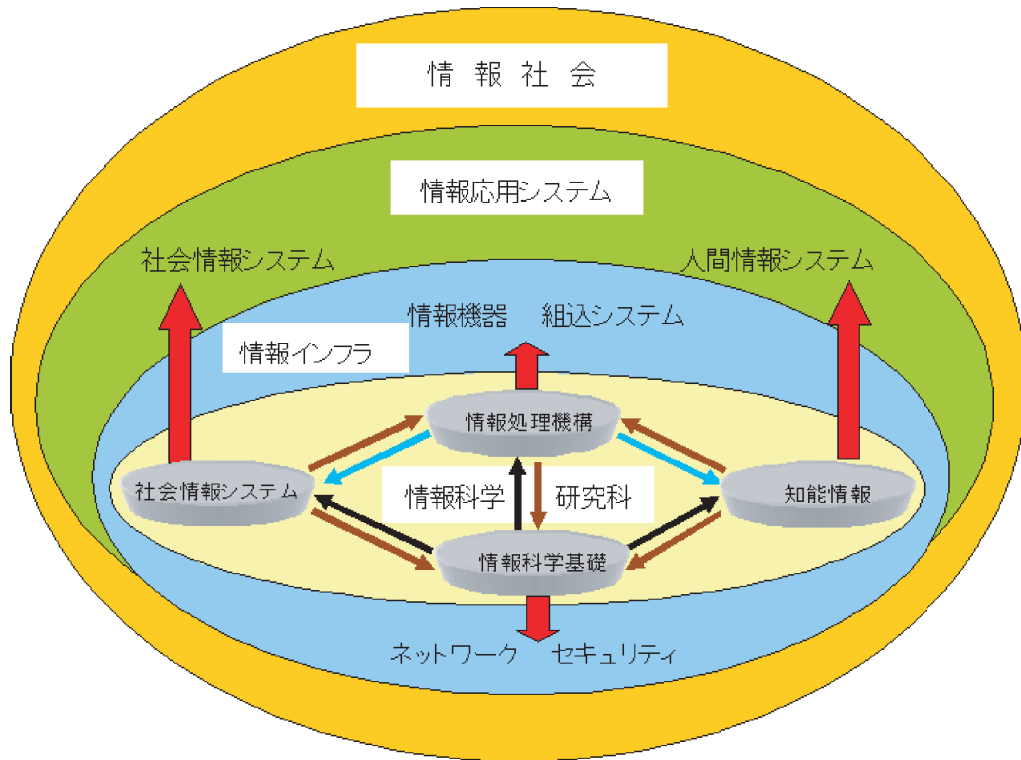 情報社会
情報応用システム
社会情報システム
人間情報システム
情報機器 組込システム
情報インフラ
情報処理機構
社会情報システム
情報科学 研究科
知能情報
情報科学基礎
ネットワーク セキュリティ